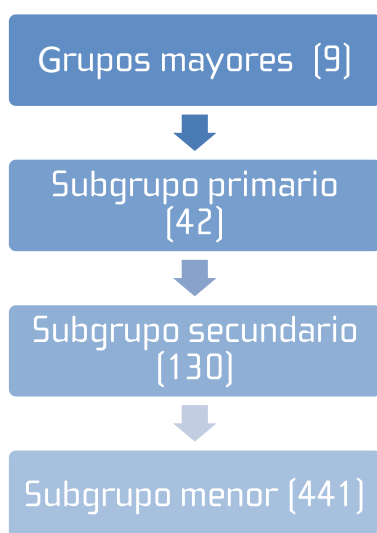 Grupos mayores (9)
Subgrupo primario
(42)
Subgrupo secundario
(130)
Subgrupo menor (441)